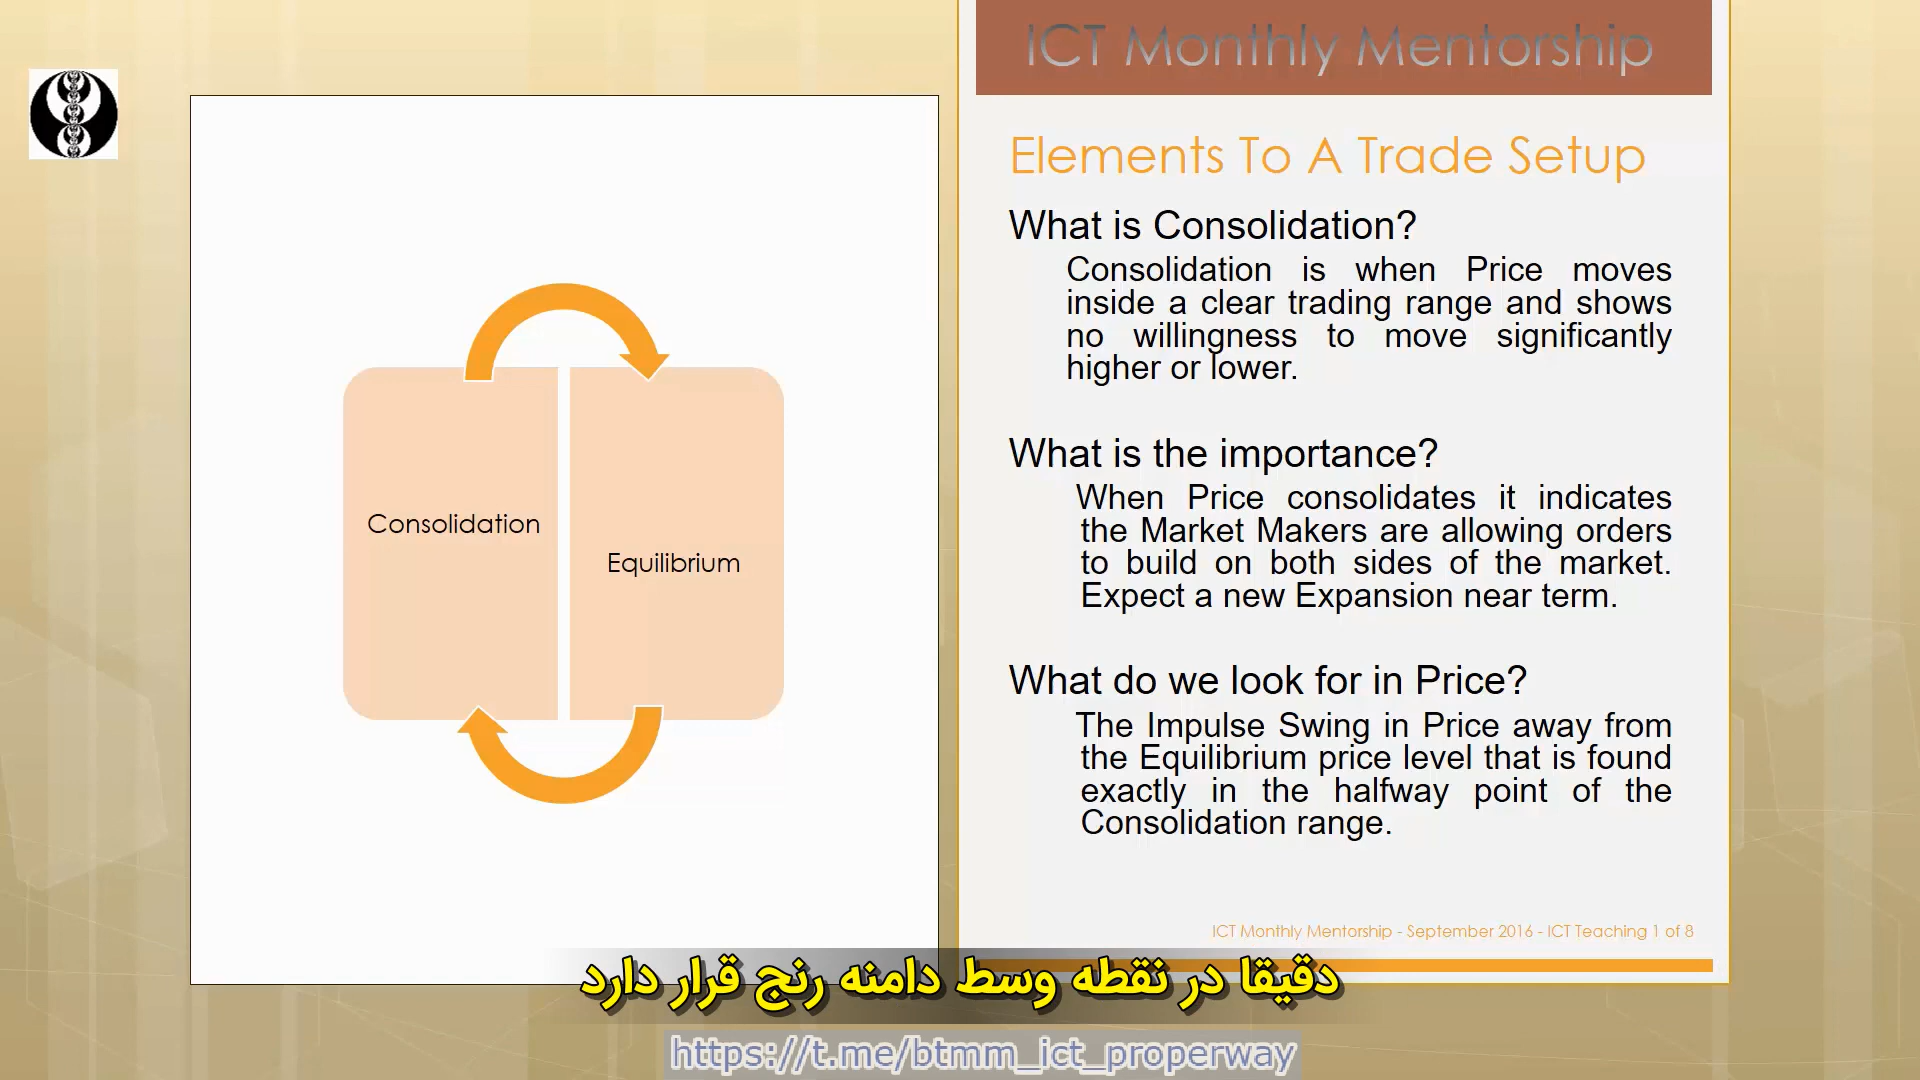 ICT Monthly Mentorship
Elements To A Trade Setup
What is Consolidation?
Consolidation is when Price moves
inside a clear trading range and shows
no willingness to move significantly
higher or lower.
What is the importance?
When Price consolidates it indicates
the Market Makers are allowing orders
to build on both sides of the market.
Expect a new Expansion near term.
What do we look for in Price?
The Impulse Swing in Price away from
the Equilibrium price level that is found
exactly in the halfway point of the
Consolidation range.
Consolidation
Equilibrium
ICT Monthly Mentorship - September 2016 - ICT Teaching 1 of 8
دقیقا در نقطه وسط دامنه رنج قرار دارد
https://t.me/btmm_ict_properway